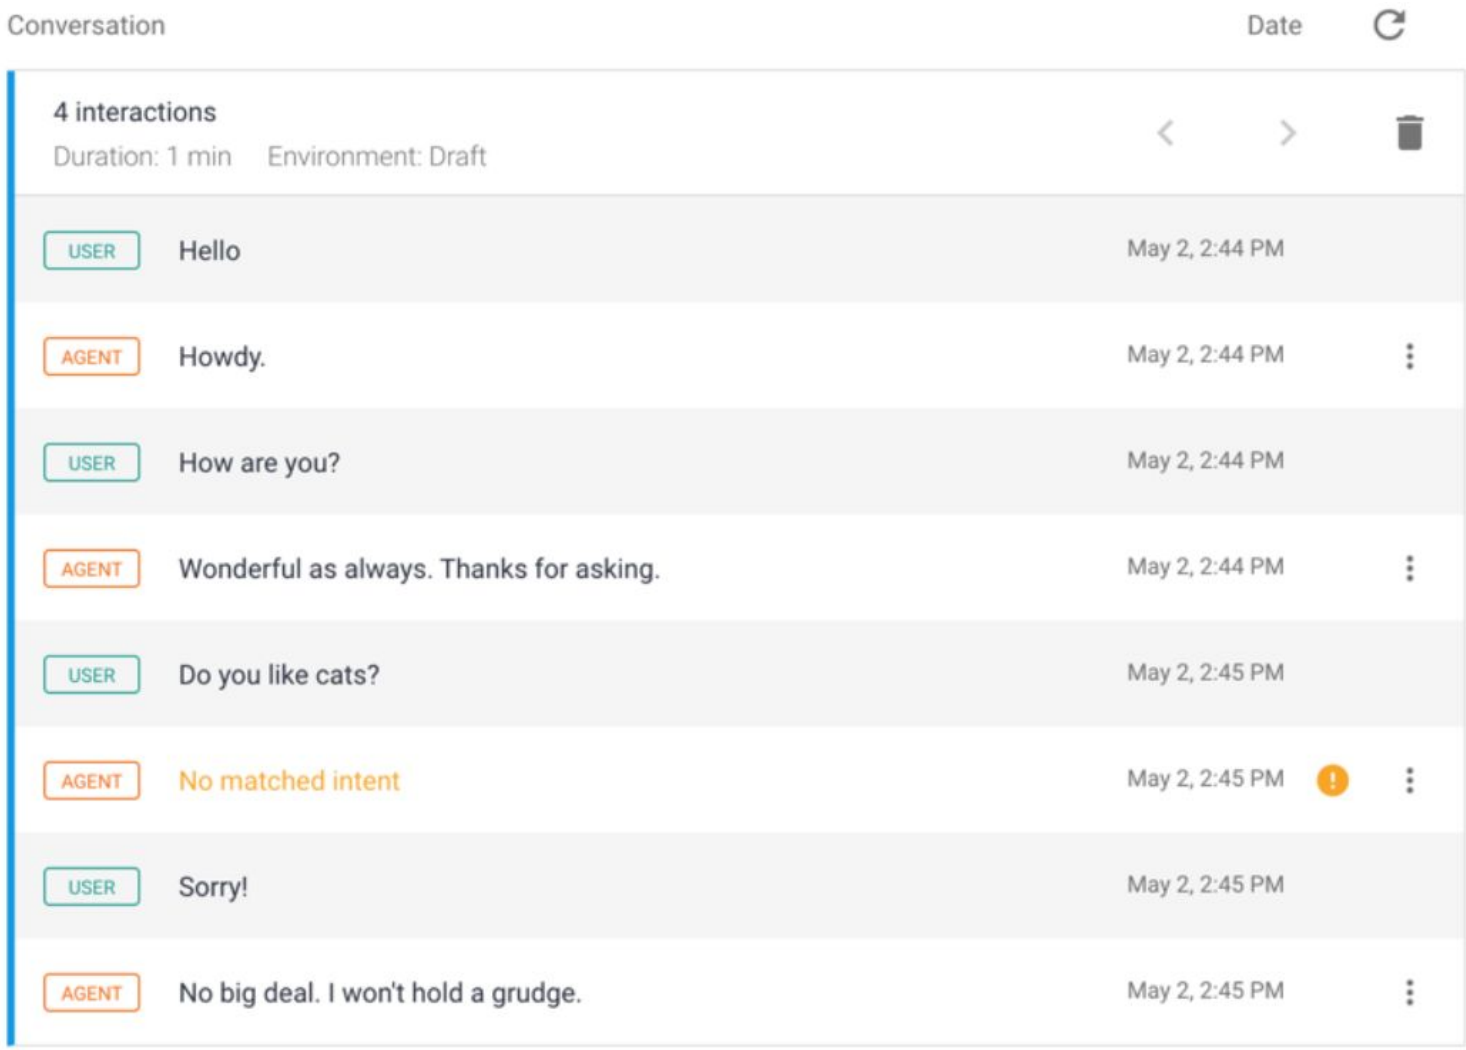 Conversation Date
4 interactions
Duration: 1 min Environment: Draft
USER Hello May 2, 2:44 PM
AGENT Howdy. May 2, 2:44 PM
USER How are you? May 2, 2:44 PM
AGENT Wonderful as always. Thanks for asking. May 2, 2:44 PM
USER Do you like cats? May 2, 2:45 PM
AGENT No matched intent May 2, 2:45 PM
USER Sorry! May 2, 2:45 PM
AGENT No big deal. I won't hold a grudge. May 2, 2:45 PM